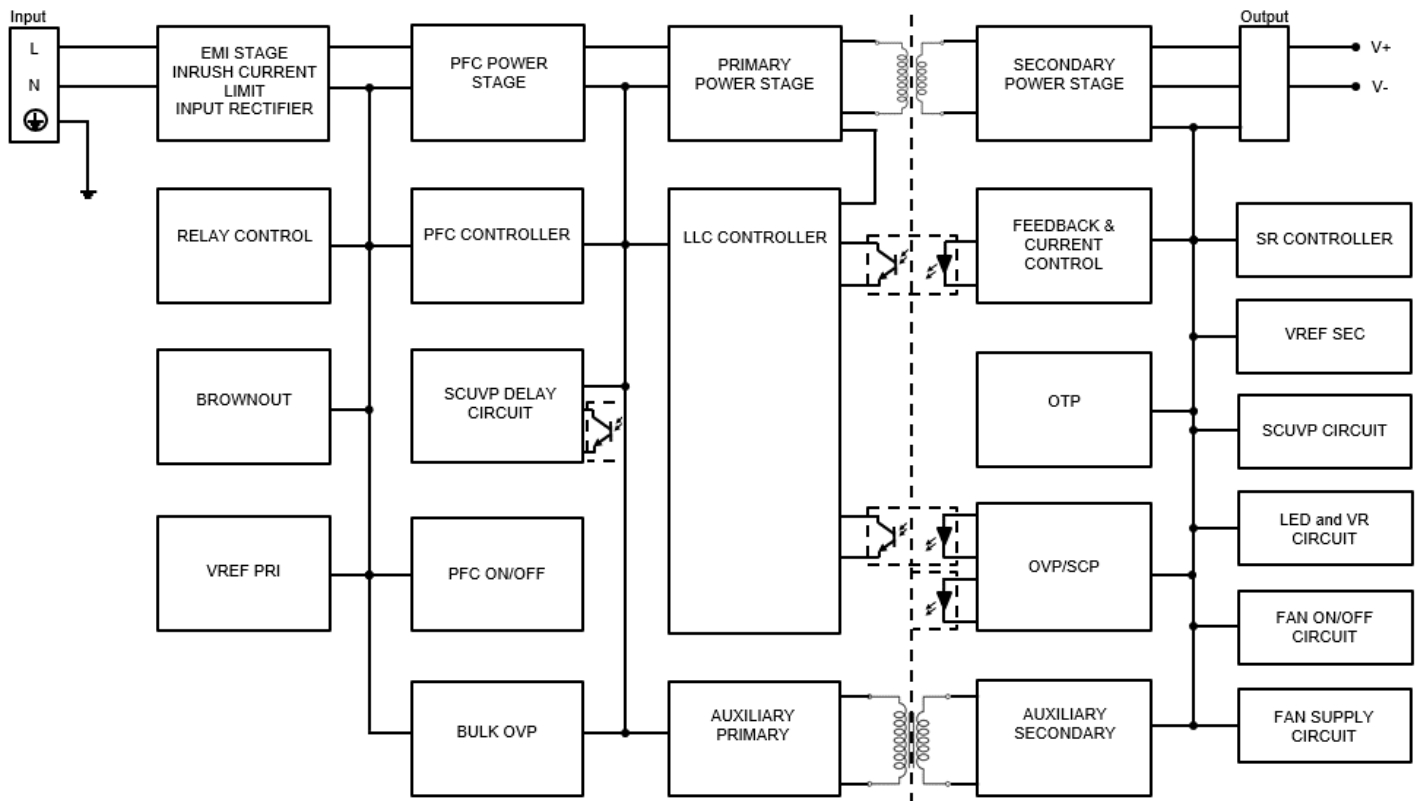 Input
L
N
EMI STAGE
INRUSH CURRENT
LIMIT
INPUT RECTIFIER
PFC POWER
STAGE
PRIMARY
POWER STAGE
SECONDARY
POWER STAGE
Output
V+
V-
RELAY CONTROL
PFC CONTROLLER
LLC CONTROLLER
FEEDBACK &
CURRENT
CONTROL
SR CONTROLLER
VREF SEC
BROWNOUT
SCUVP DELAY
CIRCUIT
OTP
SCUVP CIRCUIT
VREF PRI
PFC ON/OFF
OVP/SCP
LED and VR
CIRCUIT
FAN ON/OFF
CIRCUIT
BULK OVP
AUXILIARY
PRIMARY
AUXILIARY
SECONDARY
FAN SUPPLY
CIRCUIT